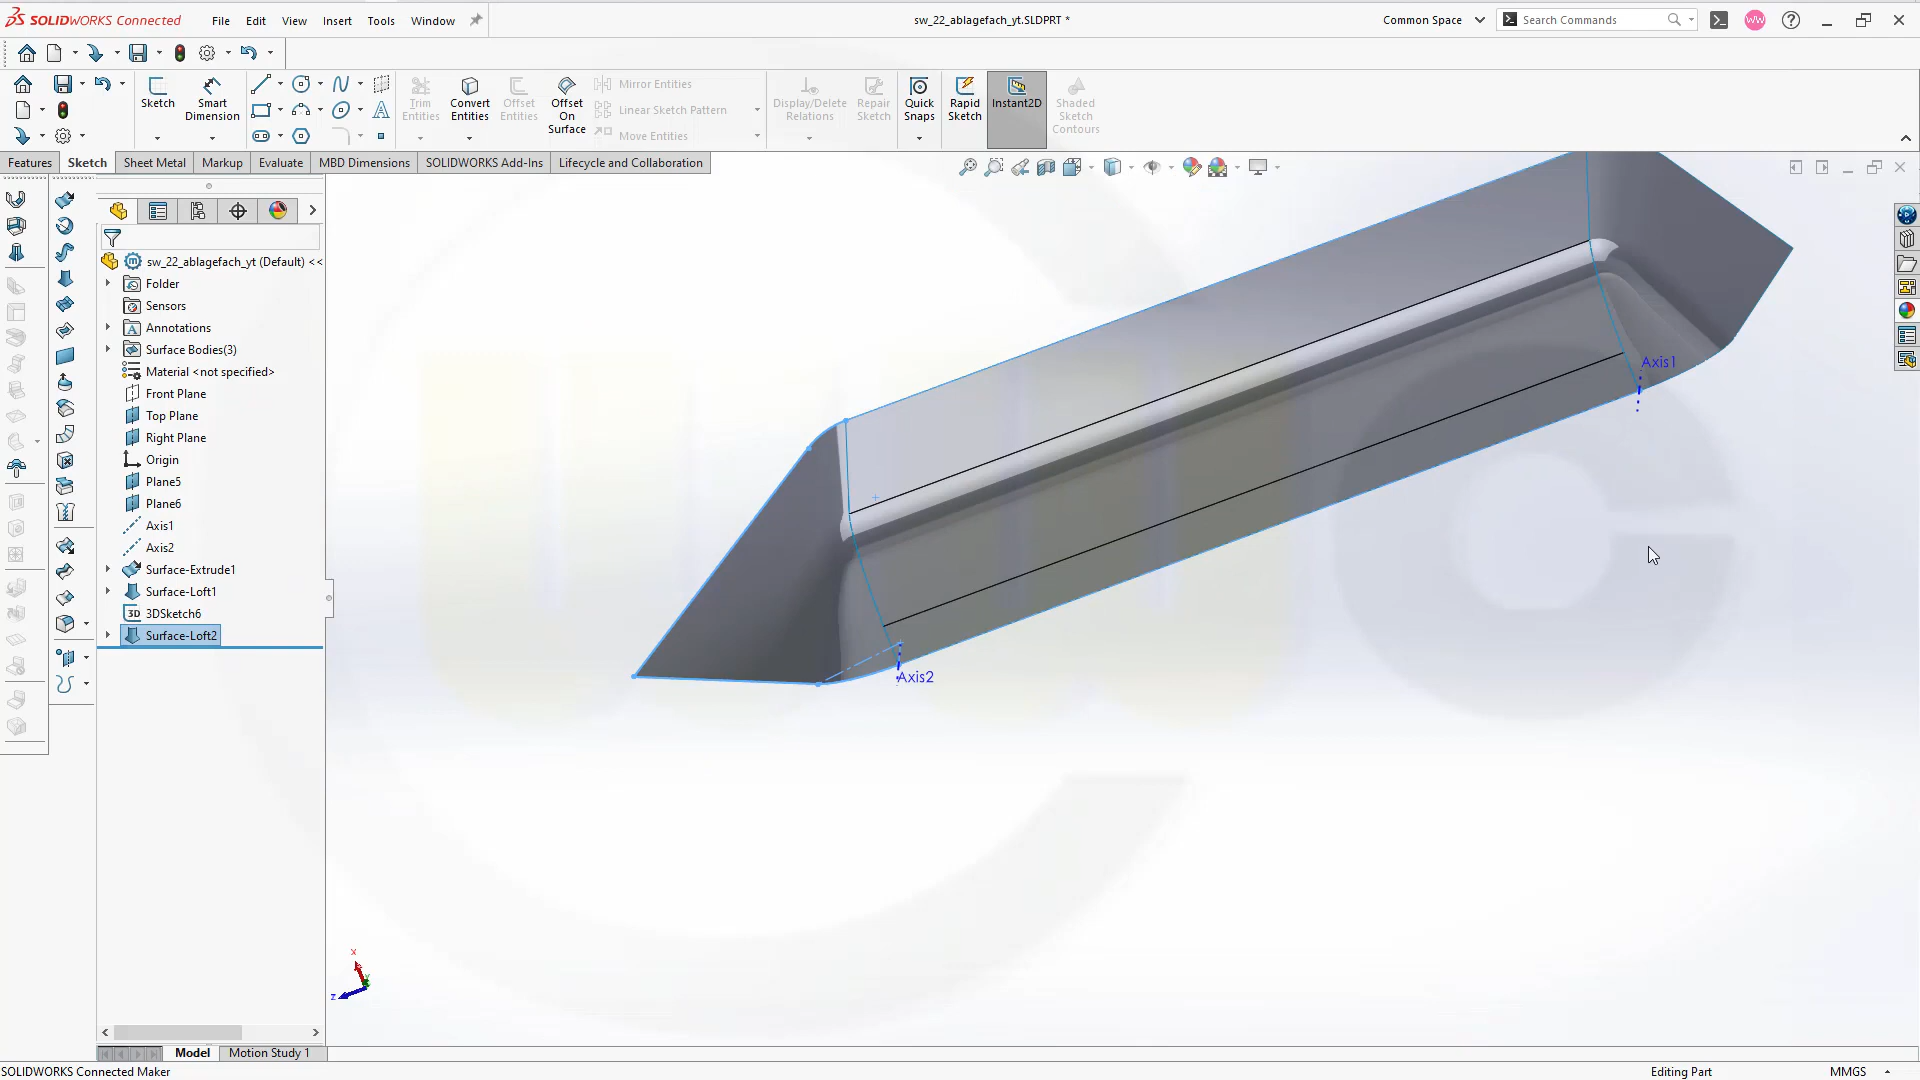 SOLIDWORKS Connected
File
Edit
View
Insert
Tools
Window
sw_22_ablagefach_yt.SLDPRT *
Common Space
Search Commands
WW
Sketch
Smart Dimension
Trim Entities
Convert Entities
Offset Entities
Offset On Surface
Mirror Entities
Linear Sketch Pattern
Move Entities
Display/Delete Relations
Repair Sketch
Quick Snaps
Rapid Sketch
Instant2D
Shaded Sketch Contours
Features
Sketch
Sheet Metal
Markup
Evaluate
MBD Dimensions
SOLIDWORKS Add-Ins
Lifecycle and Collaboration
sw_22_ablagefach_yt (Default) <<
Folder
Sensors
Annotations
Surface Bodies(3)
Material <not specified>
Front Plane
Top Plane
Right Plane
Origin
Plane5
Plane6
Axis1
Axis2
Surface-Extrude1
Surface-Loft1
3D 3DSketch6
Surface-Loft2
Axis1
Axis2
uwc
x
Y
z
Model
Motion Study 1
SOLIDWORKS Connected Maker
Editing Part
MMGS